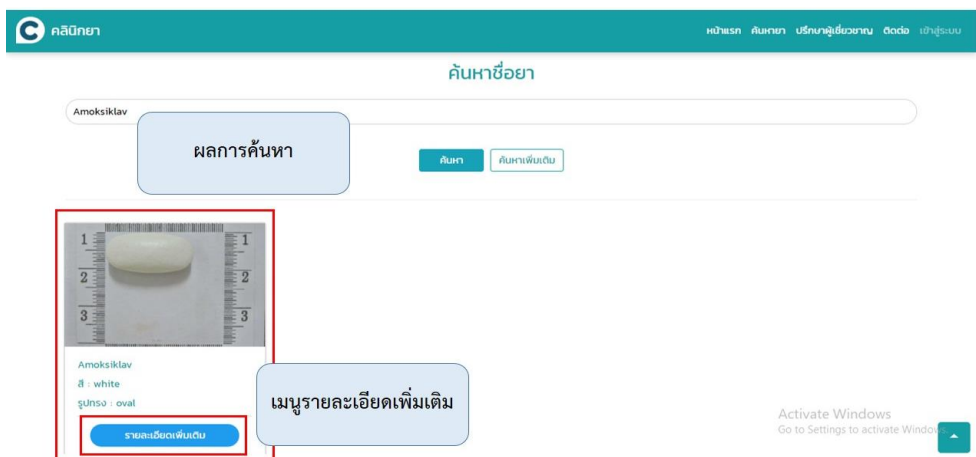 คลินิกยา
หน้าแรก ค้นหายา ปรึกษาผู้เชี่ยวชาญ ติดต่อ เข้าสู่ระบบ
ค้นหาชื่อยา
Amoksiklav
ผลการค้นหา
ค้นหา ค้นหาเพิ่มเติม
1 1
2 2
3 3
Amoksiklav
สี : white
รูปทรง : oval
รายละเอียดเพิ่มเติม
เมนูรายละเอียดเพิ่มเติม
Activate Windows
Go to Settings to activate Windows.